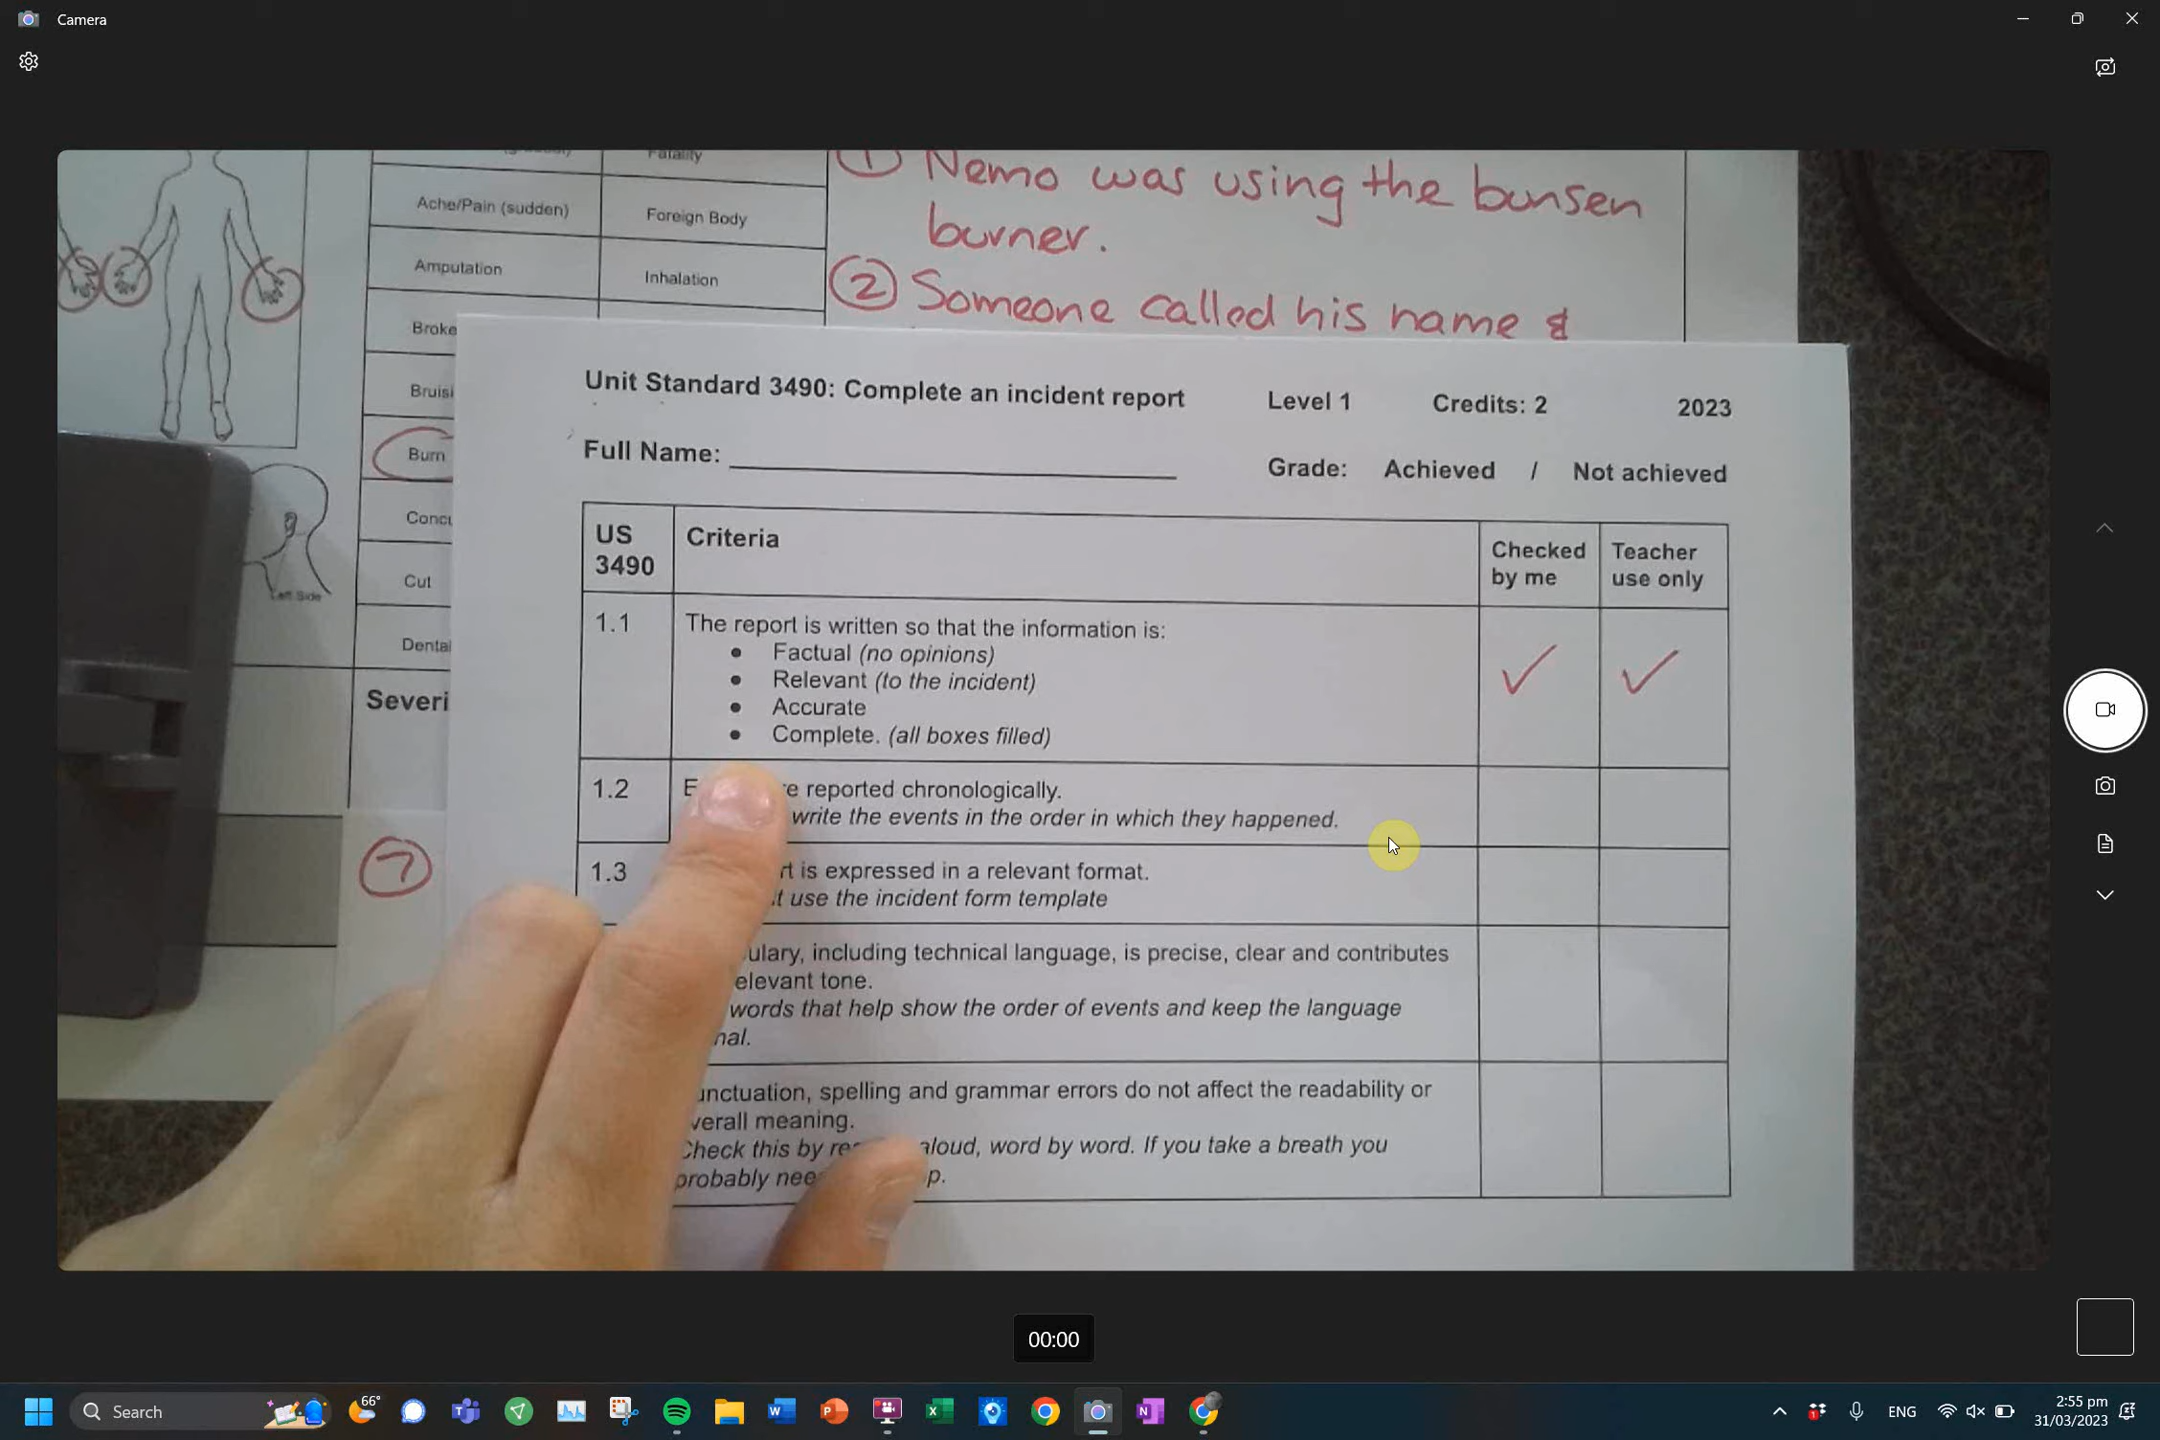 Camera
Fatality
① Nemo was using the bunsen
burner.
② Someone called his name &
Ache/Pain (sudden)
Foreign Body
Amputation
Inhalation
Broke
Bruisi
Burn
Conc
Cut
Denta
Left Side
Severi
⑦
Unit Standard 3490: Complete an incident report Level 1 Credits: 2 2023
Full Name:
Grade: Achieved / Not achieved
US 3490
Criteria
Checked by me
Teacher use only
1.1
The report is written so that the information is:
• Factual (no opinions)
• Relevant (to the incident)
• Accurate
• Complete. (all boxes filled)
✓ ✓
1.2
E re reported chronologically.
write the events in the order in which they happened.
1.3
rt is expressed in a relevant format.
t use the incident form template
ulary, including technical language, is precise, clear and contributes
elevant tone.
words that help show the order of events and keep the language
nal.
unctuation, spelling and grammar errors do not affect the readability or
verall meaning.
Check this by re aloud, word by word. If you take a breath you
probably nee p.
00:00
Search
66°
ENG
2:55 pm
31/03/2023